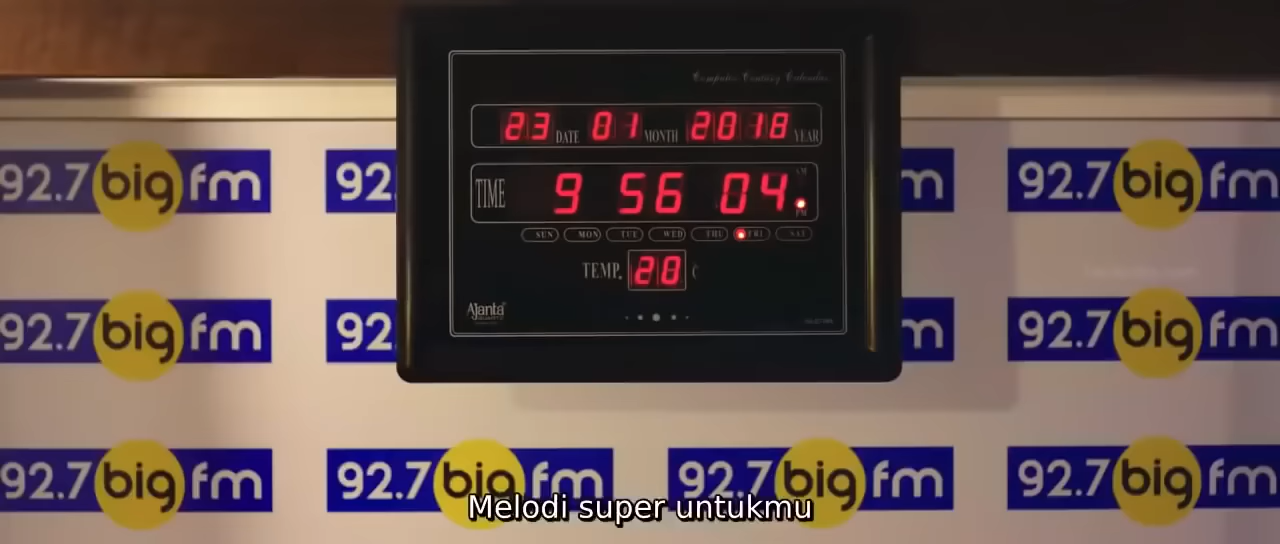 Computer Century Calendar
23 DATE 01 MONTH 2018 YEAR
TIME 9 56 04 AM PM
SUN MON TUE WED THU FRI SAT
TEMP. 28 C
Ajanta
92.7 big fm 92 m 92.7 big fm
92.7 big fm 92 m 92.7 big fm
92.7 big fm 92.7 big fm 92.7 big fm 92.7 big fm
Melodi super untukmu